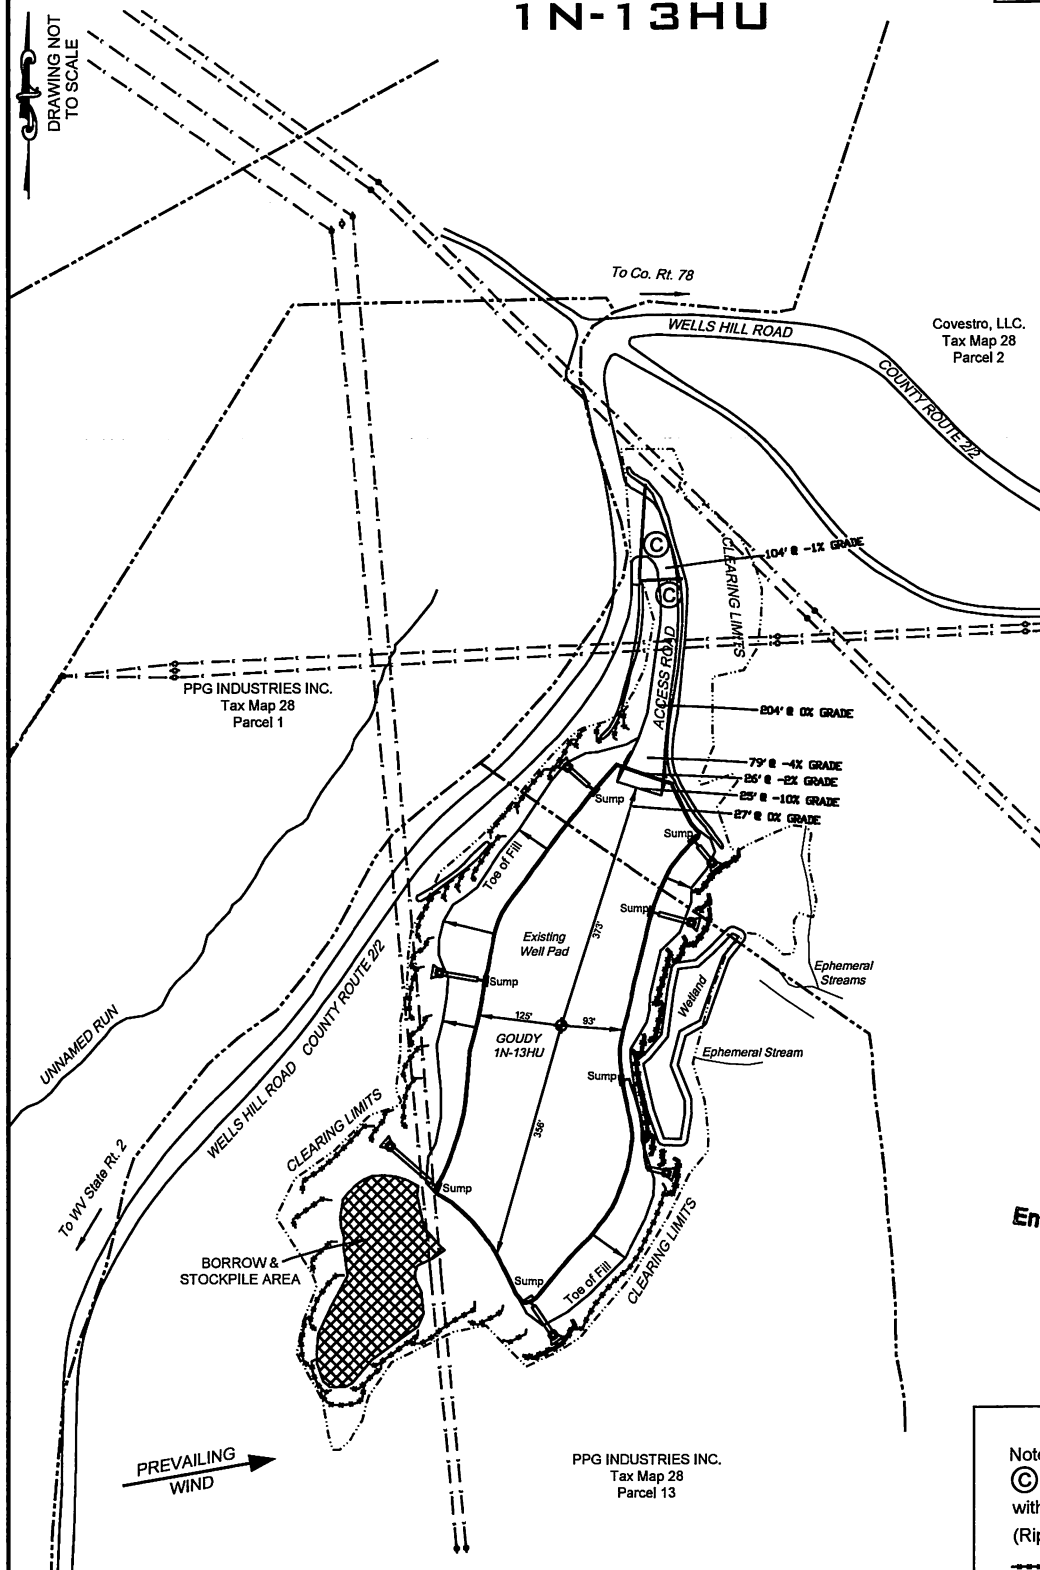 1N-13HU
DRAWING NOT
TO SCALE
To Co. Rt. 78
WELLS HILL ROAD
COUNTY ROUTE 2/2
Covestro, LLC.
Tax Map 28
Parcel 2
C
104' @ -1% GRADE
CLEARING LIMITS
C
ACCESS ROAD
PPG INDUSTRIES INC.
Tax Map 28
Parcel 1
204' @ 0% GRADE
79' @ -4% GRADE
26' @ -2% GRADE
25' @ -10% GRADE
27' @ 0% GRADE
Sump
Sump
Toe of Fill
Sump
373'
Existing
Well Pad
Sump
Wetland
Ephemeral
Streams
125'
93'
GOUDY
1N-13HU
Ephemeral Stream
Sump
UNNAMED RUN
WELLS HILL ROAD COUNTY ROUTE 2/2
CLEARING LIMITS
356'
To WV State Rt. 2
Sump
BORROW &
STOCKPILE AREA
Sump
Toe of Fill
CLEARING LIMITS
PREVAILING
WIND
PPG INDUSTRIES INC.
Tax Map 28
Parcel 13
En
Note
C
with
(Rip